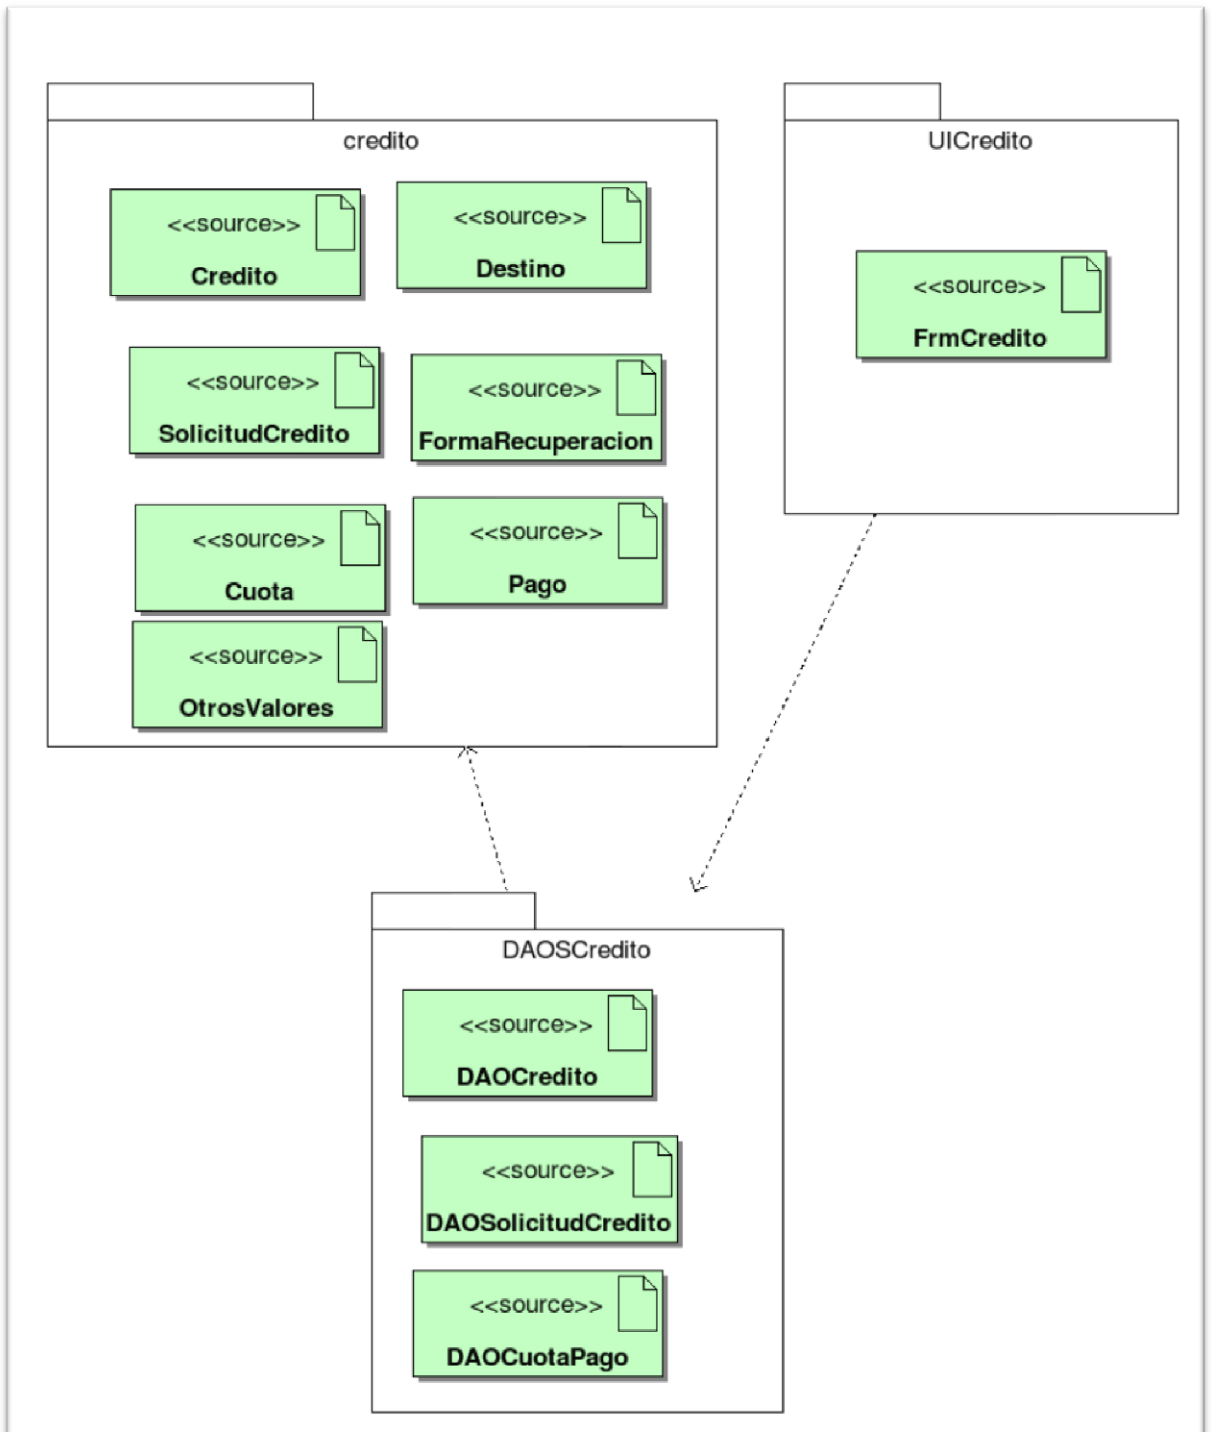 credito
<<source>>
Credito
<<source>>
Destino
<<source>>
SolicitudCredito
<<source>>
FormaRecuperacion
<<source>>
Cuota
<<source>>
Pago
<<source>>
OtrosValores
UICredito
<<source>>
FrmCredito
DAOSCredito
<<source>>
DAOCredito
<<source>>
DAOSolicitudCredito
<<source>>
DAOCuotaPago